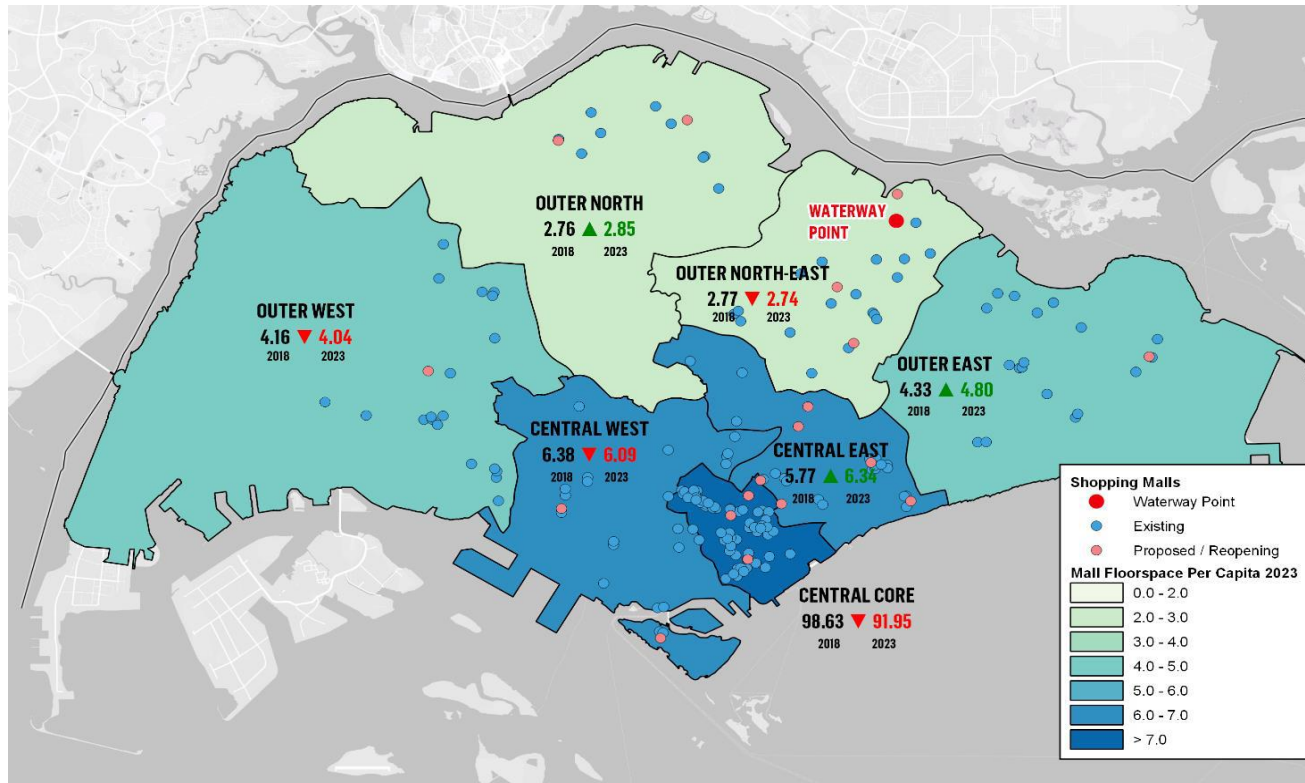 OUTER NORTH
2.76 ▲ 2.85
2018 2023
WATERWAY
POINT
OUTER NORTH-EAST
2.77 ▼ 2.74
2018 2023
OUTER WEST
4.16 ▼ 4.04
2018 2023
OUTER EAST
4.33 ▲ 4.80
2018 2023
CENTRAL WEST
6.38 ▼ 6.09
2018 2023
CENTRAL EAST
5.77 ▲ 6.34
2018 2023
CENTRAL CORE
98.63 ▼ 91.95
2018 2023
Shopping Malls
Waterway Point
Existing
Proposed / Reopening
Mall Floorspace Per Capita 2023
0.0 - 2.0
2.0 - 3.0
3.0 - 4.0
4.0 - 5.0
5.0 - 6.0
6.0 - 7.0
> 7.0